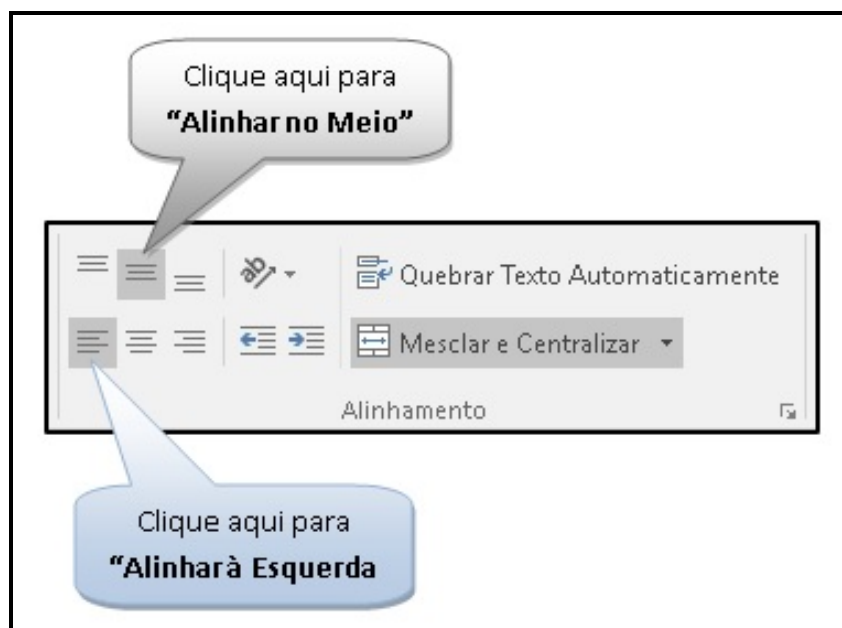 Clique aqui para
“Alinhar no Meio”
Quebrar Texto Automaticamente
Mesclar e Centralizar
Alinhamento
Clique aqui para
“Alinhar à Esquerda